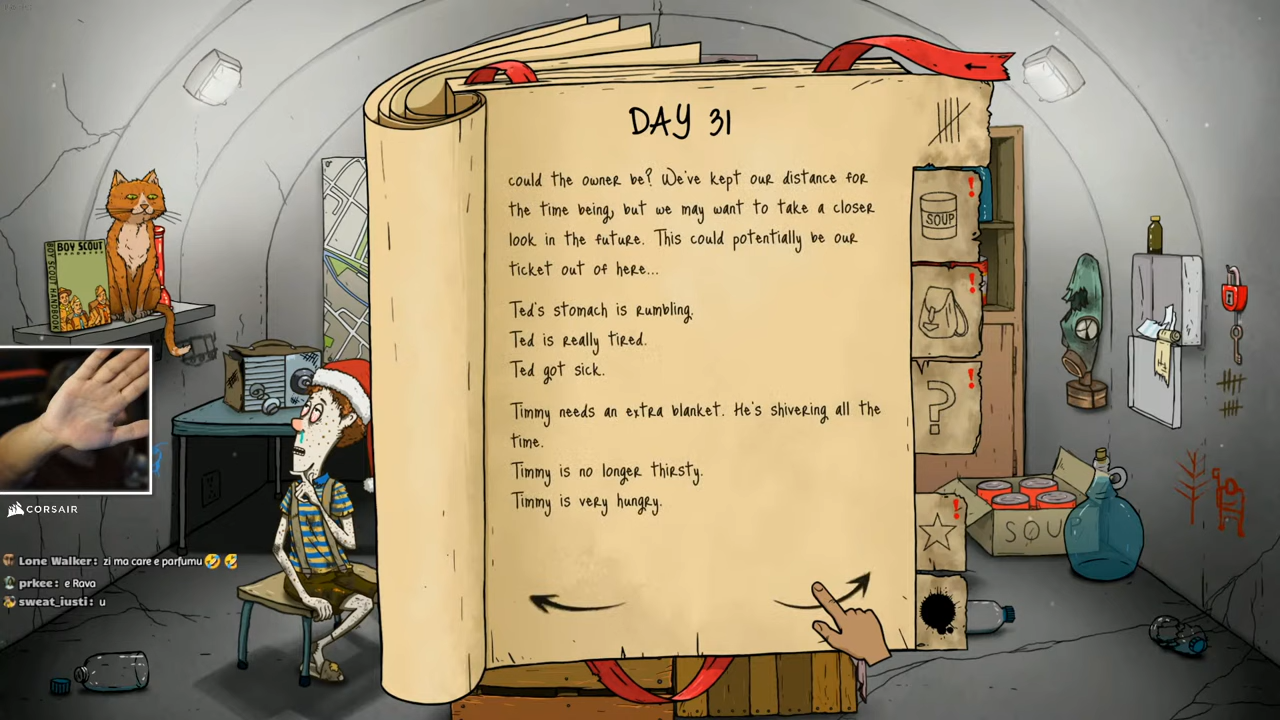 DAY 31
could the owner be? We've kept our distance for
the time being, but we may want to take a closer
look in the future. This could potentially be our
ticket out of here...
Ted's stomach is rumbling.
Ted is really tired.
Ted got sick.
Timmy needs an extra blanket. He's shivering all the
time.
Timmy is no longer thirsty.
Timmy is very hungry.
SOUP
BOY SCOUT
BOY SCOUT HANDBOOK
SOUP
CORSAIR
Lone Walker: zi ma care e parfumu 🤣 🤣
prkee: e Rava
sweat_iusti: u